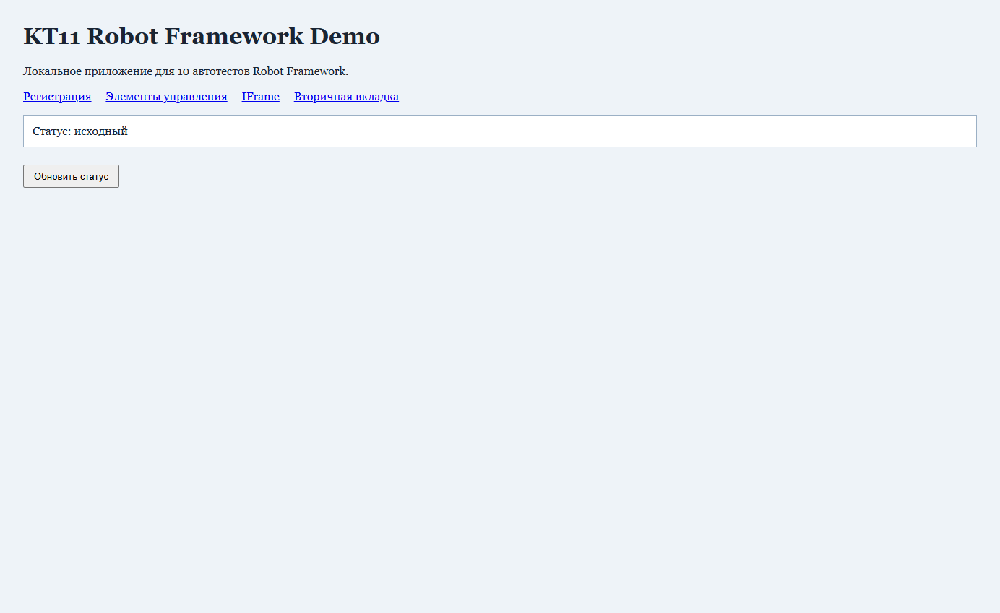 KT11 Robot Framework Demo
Локальное приложение для 10 автотестов Robot Framework.
Регистрация Элементы управления IFrame Вторичная вкладка
Статус: исходный
Обновить статус